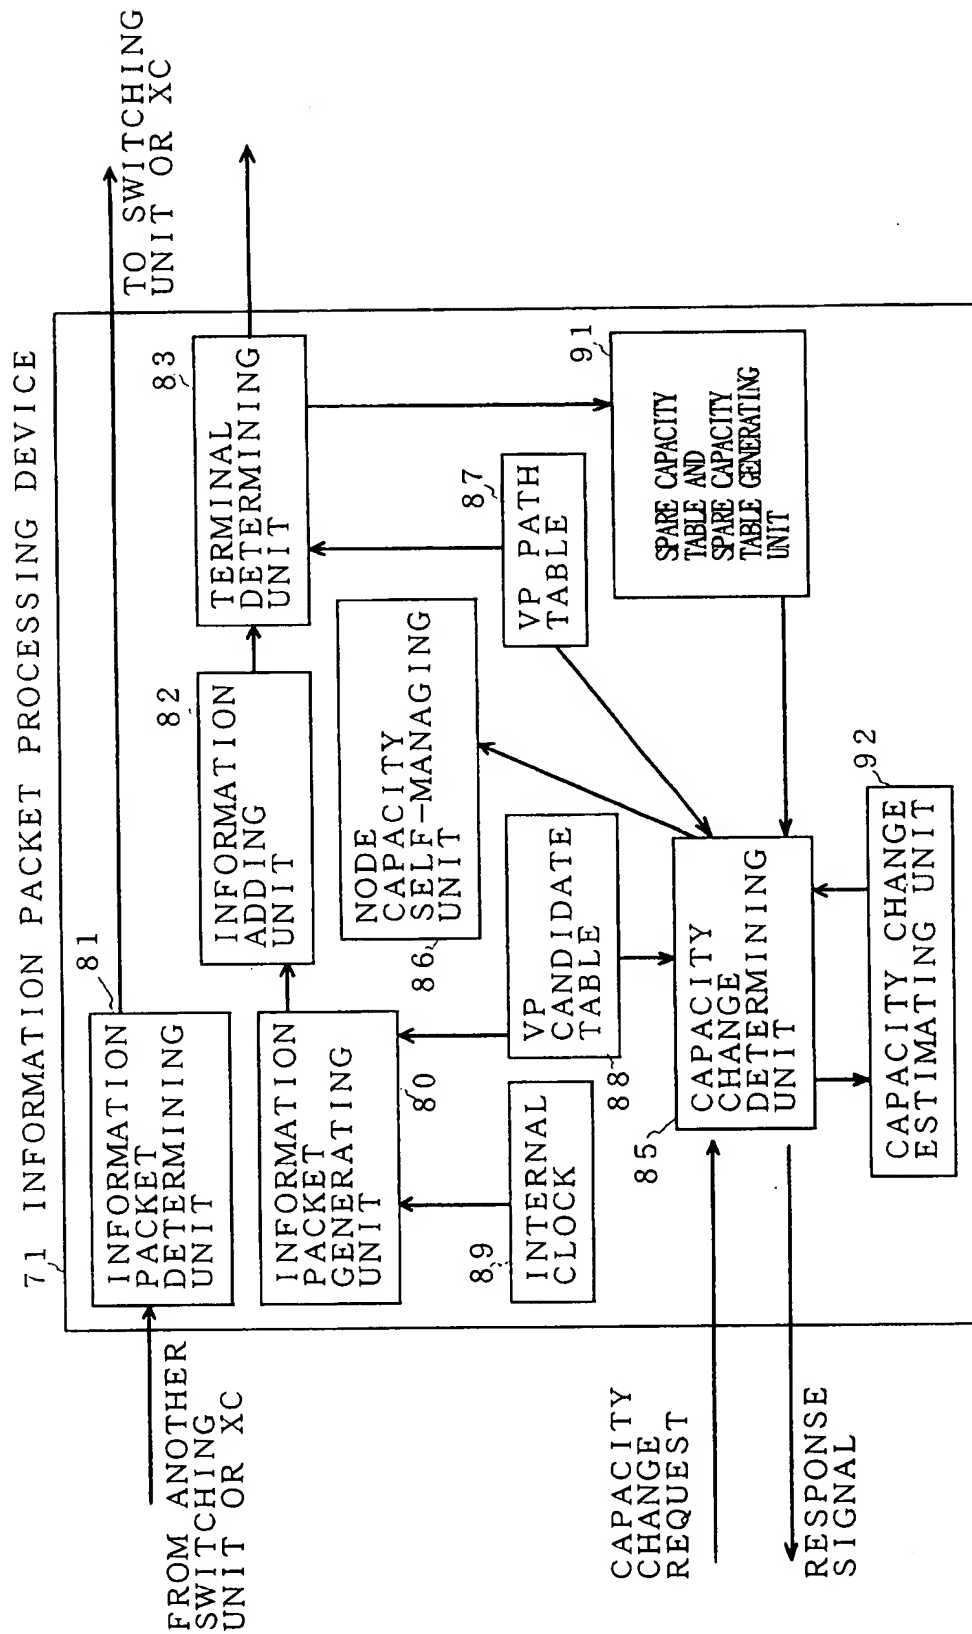 71 INFORMATION PACKET PROCESSING DEVICE
FROM ANOTHER
SWITCHING
UNIT OR XC
INFORMATION
PACKET
DETERMINING
UNIT
81
TO SWITCHING
UNIT OR XC
INFORMATION
PACKET
GENERATING
UNIT
80
INFORMATION
ADDING
UNIT
82
TERMINAL
DETERMINING
UNIT
83
NODE
CAPACITY
SELF-MANAGING
UNIT
86
INTERNAL
CLOCK
89
VP
CANDIDATE
TABLE
88
VP PATH
TABLE
87
SPARE CAPACITY
TABLE AND
SPARE CAPACITY
TABLE GENERATING
UNIT
91
CAPACITY
CHANGE
REQUEST
CAPACITY
CHANGE
DETERMINING
UNIT
85
RESPONSE
SIGNAL
CAPACITY CHANGE
ESTIMATING UNIT
92